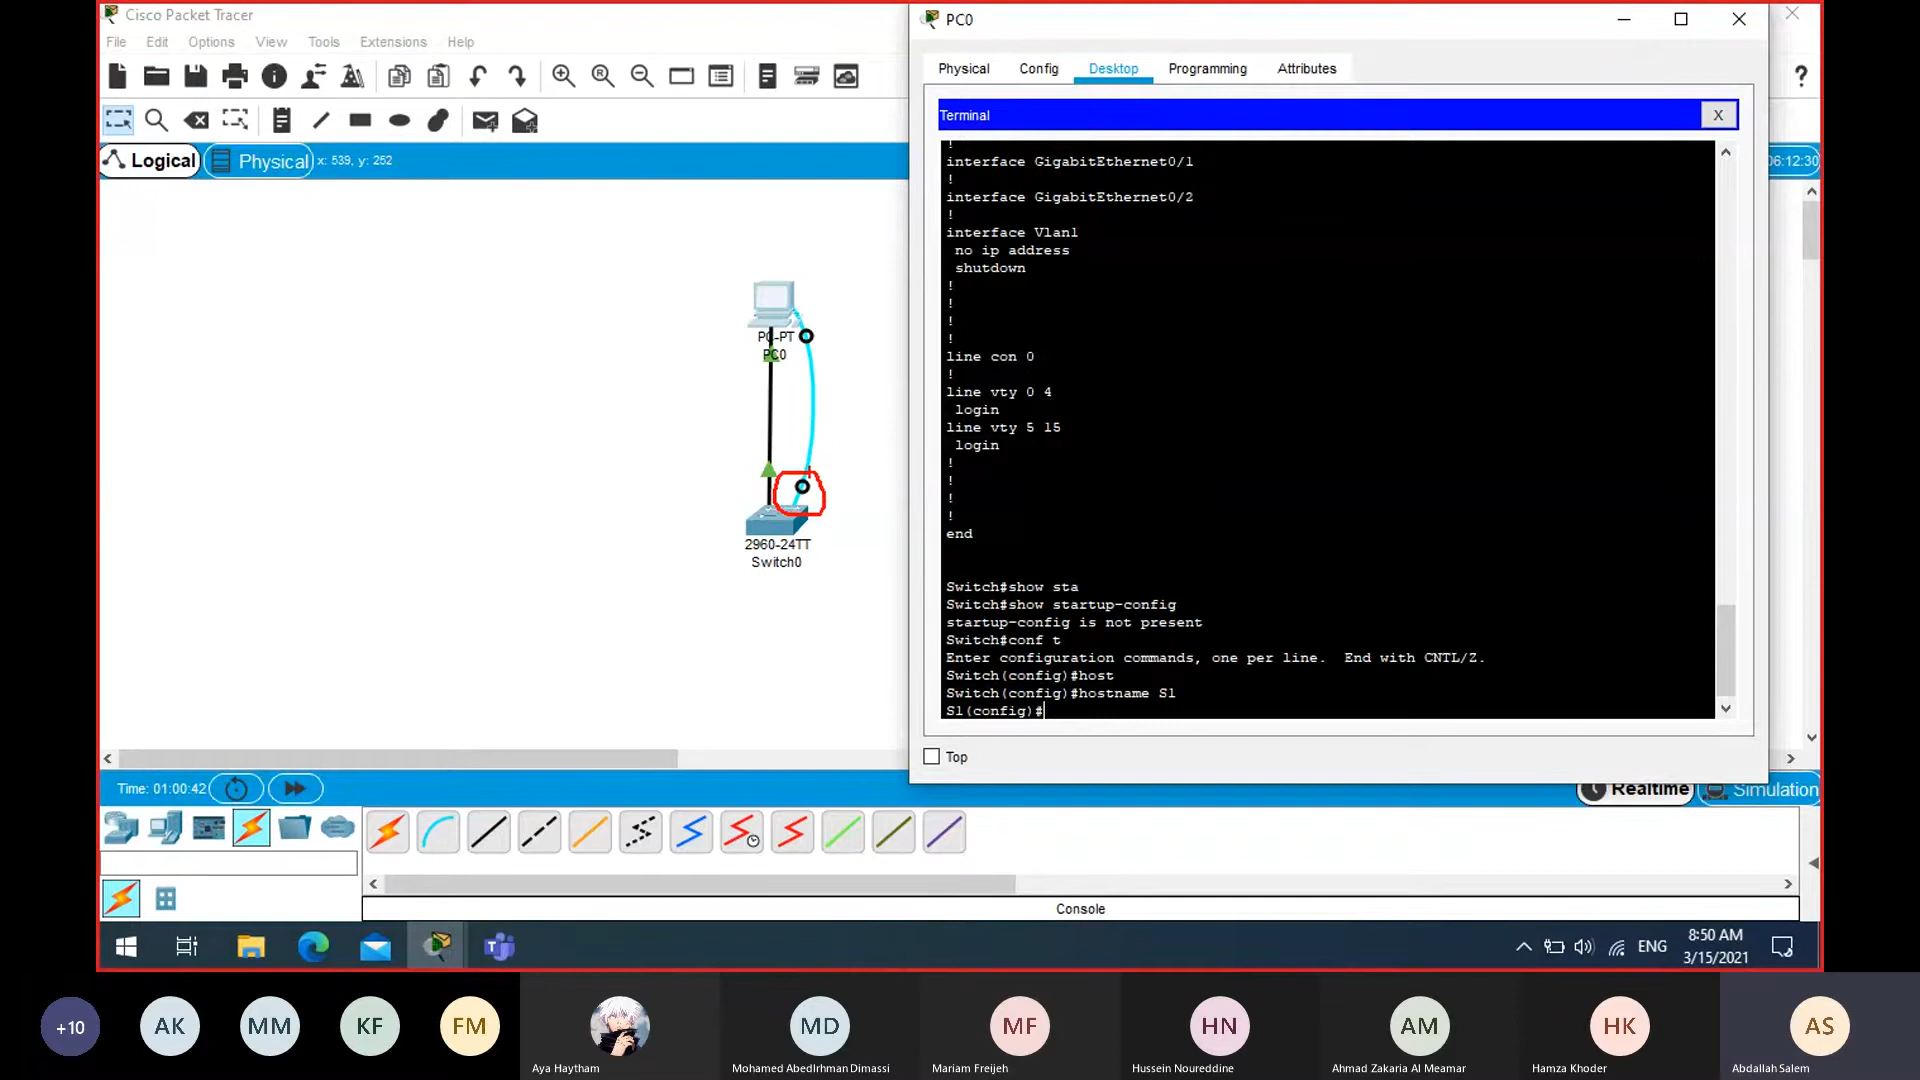 Cisco Packet Tracer
File Edit Options View Tools Extensions Help
Logical Physical x: 539, y: 252
06:12:30
PC-PT
PC0
2960-24TT
Switch0
PC0
Physical Config Desktop Programming Attributes
Terminal X
!
interface GigabitEthernet0/1
!
interface GigabitEthernet0/2
!
interface Vlan1
no ip address
shutdown
!
!
!
!
line con 0
!
line vty 0 4
login
line vty 5 15
login
!
!
!
!
end
Switch#show sta
Switch#show startup-config
startup-config is not present
Switch#conf t
Enter configuration commands, one per line. End with CNTL/Z.
Switch(config)#host
Switch(config)#hostname S1
S1(config)#
Top
Time: 01:00:42
Realtime Simulation
Console
ENG
8:50 AM
3/15/2021
+10 AK MM KF FM MD MF HN AM HK AS
Aya Haytham Mohamed AbedlRhman Dimassi Mariam Freijeh Hussein Noureddine Ahmad Zakaria Al Meamar Hamza Khoder Abdallah Salem